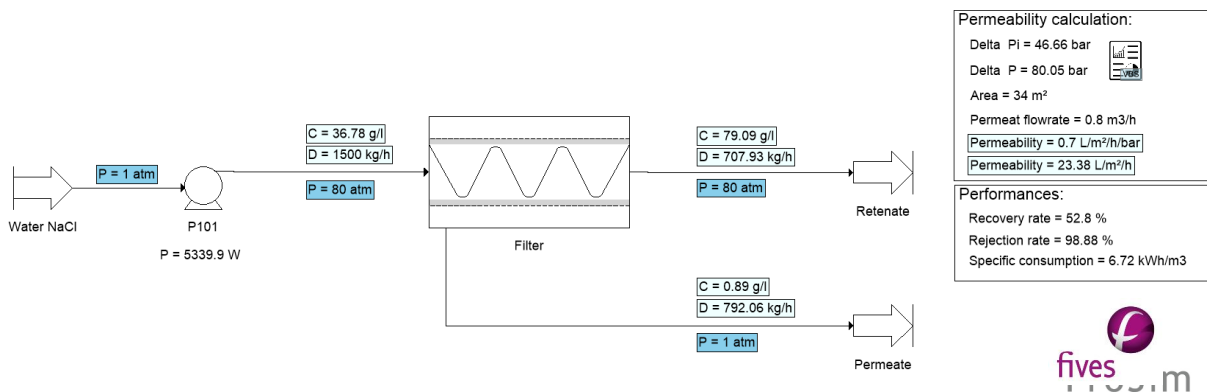 Permeability calculation:
Delta Pi = 46.66 bar
Delta P = 80.05 bar
Area = 34 m²
Permeat flowrate = 0.8 m3/h
Permeability = 0.7 L/m²/h/bar
Permeability = 23.38 L/m²/h
VBS
Performances:
Recovery rate = 52.8 %
Rejection rate = 98.88 %
Specific consumption = 6.72 kWh/m3
Water NaCl
P = 1 atm
P101
P = 5339.9 W
C = 36.78 g/l
D = 1500 kg/h
P = 80 atm
Filter
C = 79.09 g/l
D = 707.93 kg/h
P = 80 atm
Retenate
C = 0.89 g/l
D = 792.06 kg/h
P = 1 atm
Permeate
fives